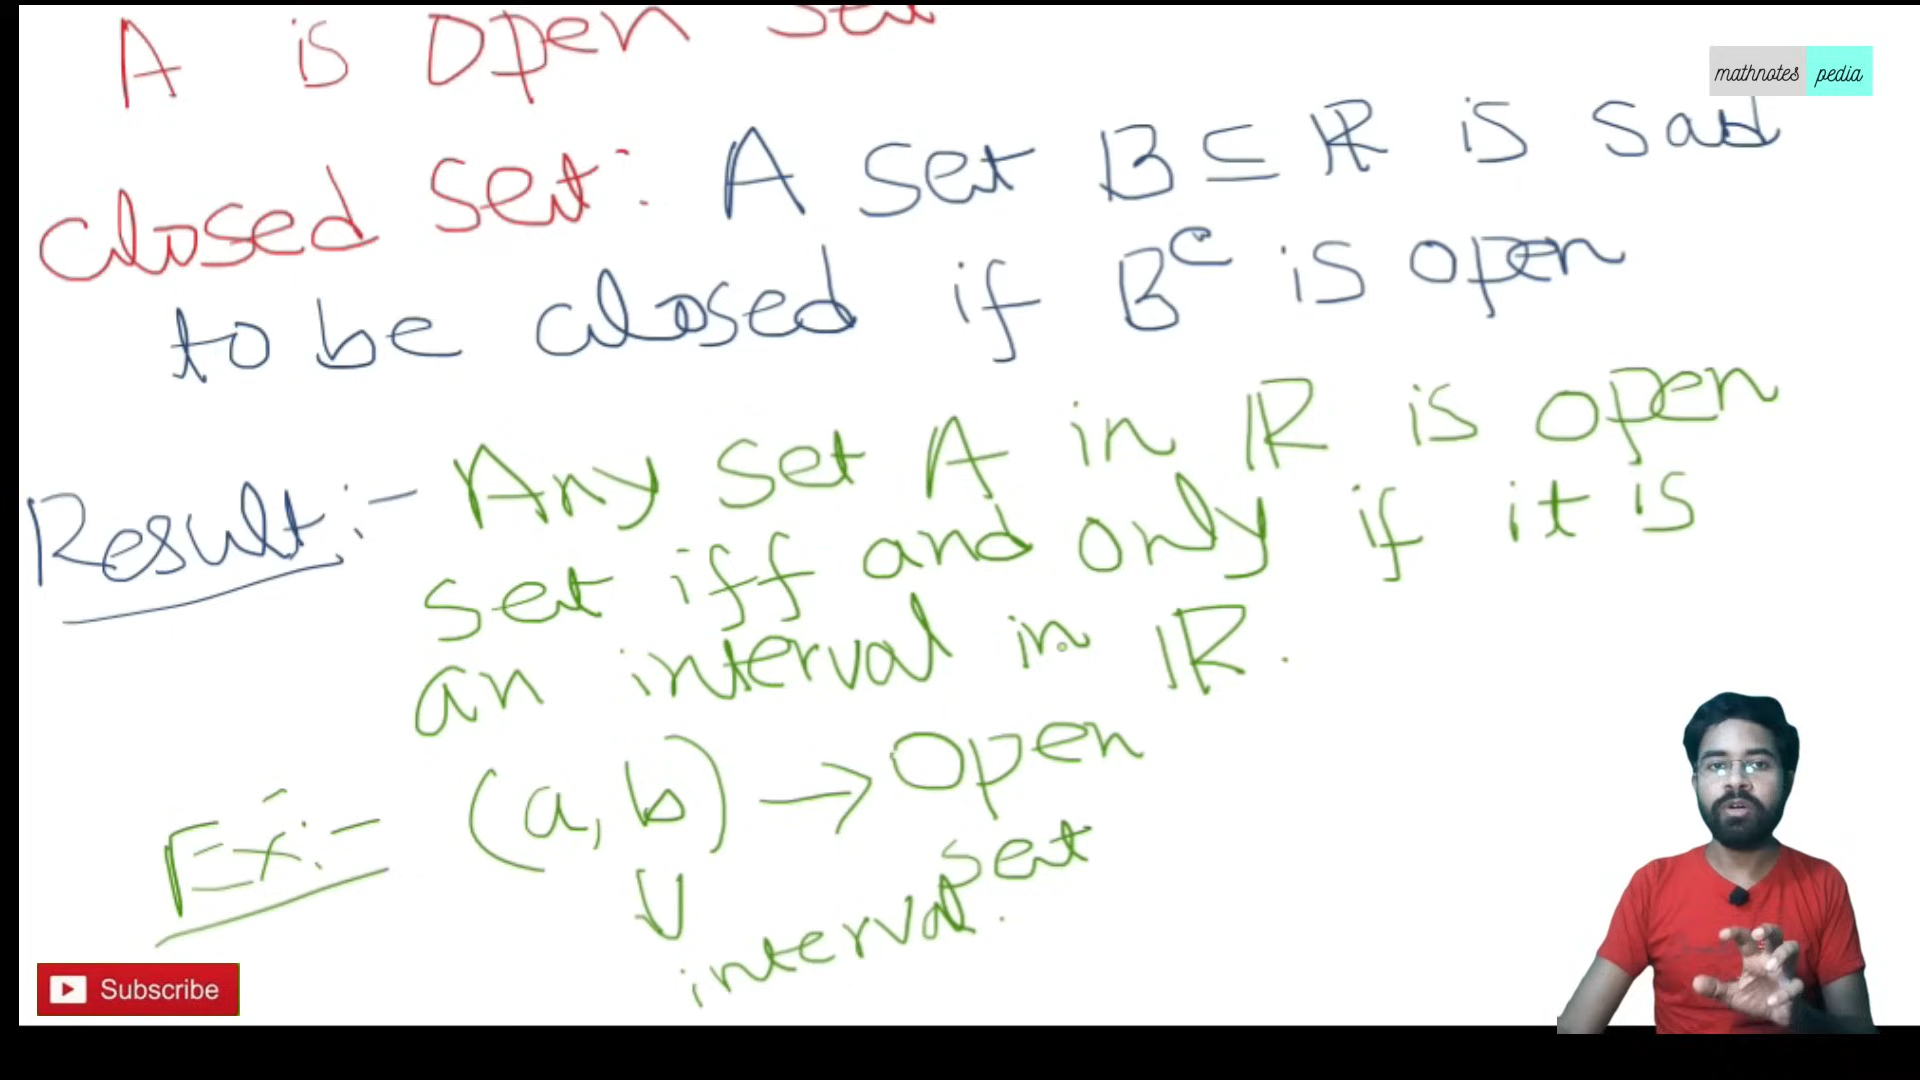 A is Open set
mathnotes pedia
Closed Set: A set B ⊆ ℝ is said
to be closed if B^c is open
Result:- Any set A in ℝ is open
set iff and only if it is
an interval in ℝ.
Ex:- (a, b) → Open
set
interval.
Subscribe